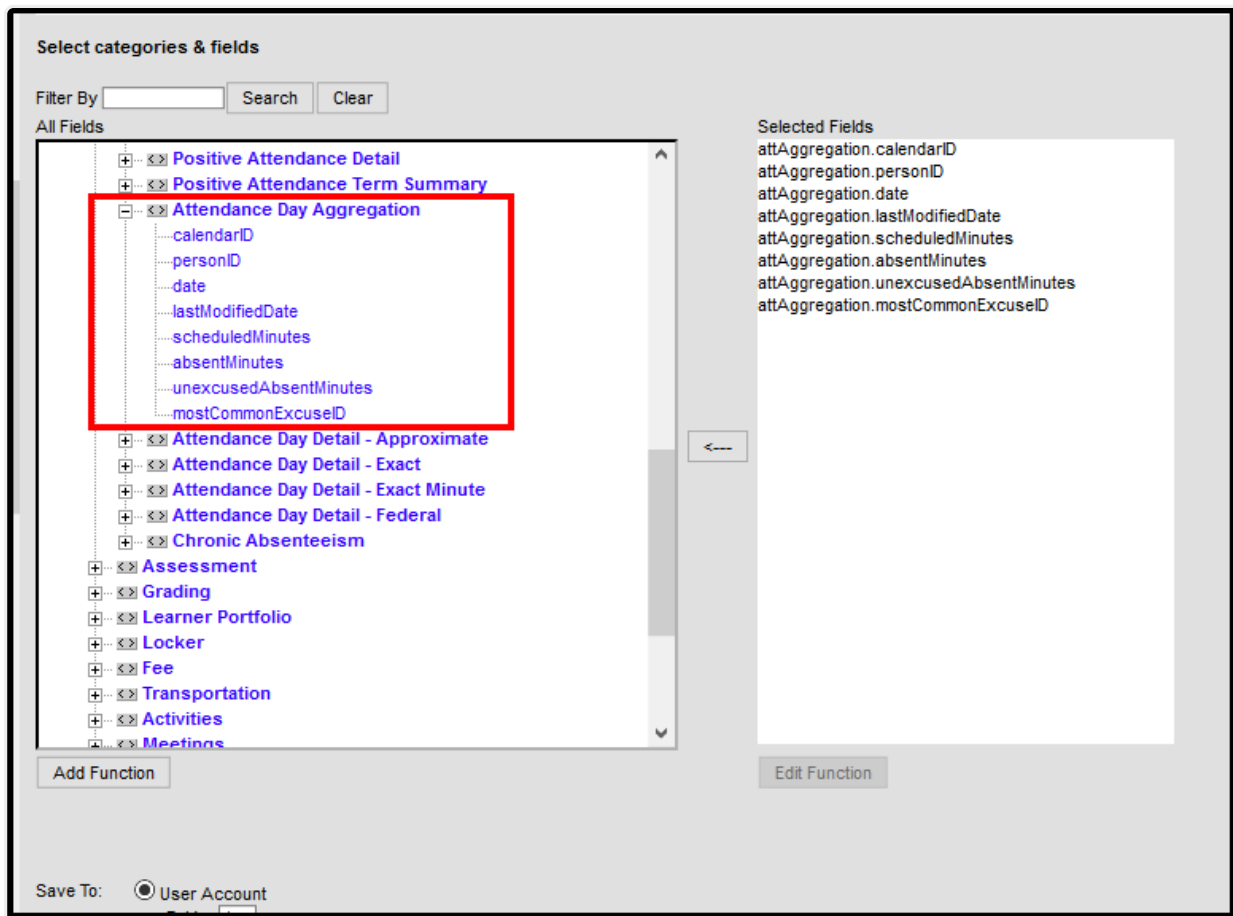 Select categories & fields
Filter By
Search
Clear
All Fields
Positive Attendance Detail
Positive Attendance Term Summary
Attendance Day Aggregation
calendarID
personID
date
lastModifiedDate
scheduledMinutes
absentMinutes
unexcusedAbsentMinutes
mostCommonExcuseID
Attendance Day Detail - Approximate
Attendance Day Detail - Exact
Attendance Day Detail - Exact Minute
Attendance Day Detail - Federal
Chronic Absenteeism
Assessment
Grading
Learner Portfolio
Locker
Fee
Transportation
Activities
Meetings
Add Function
<---
Selected Fields
attAggregation.calendarID
attAggregation.personID
attAggregation.date
attAggregation.lastModifiedDate
attAggregation.scheduledMinutes
attAggregation.absentMinutes
attAggregation.unexcusedAbsentMinutes
attAggregation.mostCommonExcuseID
Edit Function
Save To:
User Account